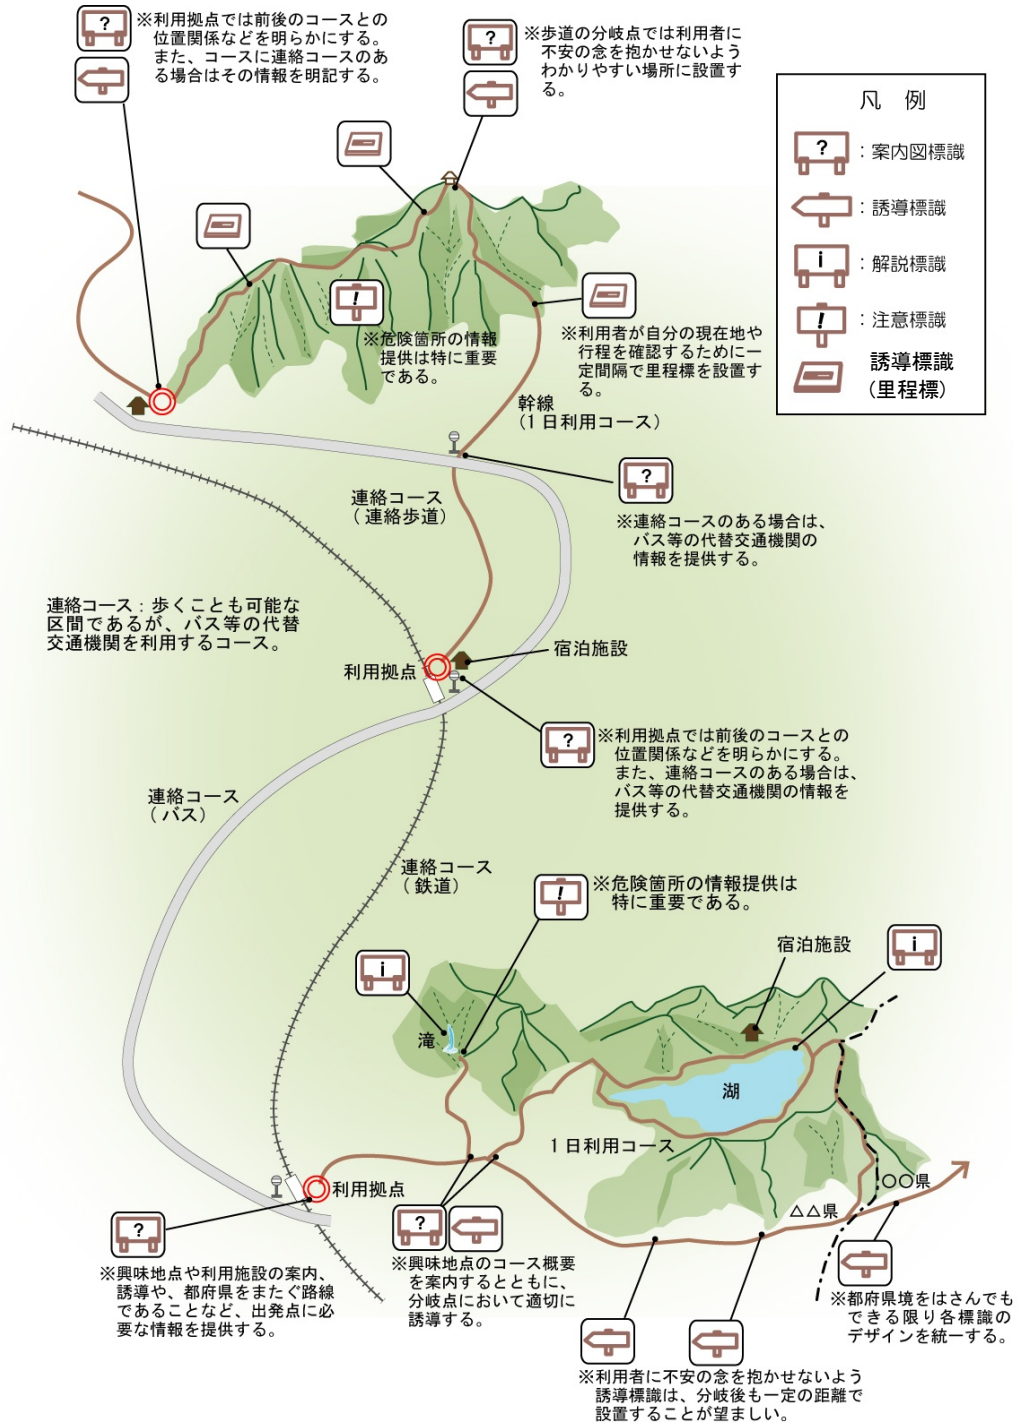 ?
※利用拠点では前後のコースとの
位置関係などを明らかにする。
また、コースに連絡コースのあ
る場合はその情報を明記する。
?
※歩道の分岐点では利用者に
不安の念を抱かせないよう
わかりやすい場所に設置す
る。
凡 例
?
:案内図標識
:誘導標識
i
:解説標識
!
:注意標識
誘導標識
(里程標)
!
※危険箇所の情報
提供は特に重要
である。
※利用者が自分の現在地や
行程を確認するために一
定間隔で里程標を設置す
る。
幹線
(1日利用コース)
連絡コース
(連絡歩道)
?
※連絡コースのある場合は、
バス等の代替交通機関の
情報を提供する。
連絡コース:歩くことも可能な
区間であるが、バス等の代替
交通機関を利用するコース。
利用拠点
宿泊施設
?
※利用拠点では前後のコースとの
位置関係などを明らかにする。
また、連絡コースのある場合は、
バス等の代替交通機関の情報を
提供する。
連絡コース
(バス)
連絡コース
(鉄道)
!
※危険箇所の情報提供は
特に重要である。
i
滝
宿泊施設
i
湖
1日利用コース
利用拠点
○○県
△△県
?
※興味地点や利用施設の案内、
誘導や、都府県をまたぐ路線
であることなど、出発点に必
要な情報を提供する。
?
※興味地点のコース概要
を案内するとともに、
分岐点において適切に
誘導する。
※都府県境をはさんでも
できる限り各標識の
デザインを統一する。
※利用者に不安の念を抱かせないよう
誘導標識は、分岐後も一定の距離で
設置することが望ましい。